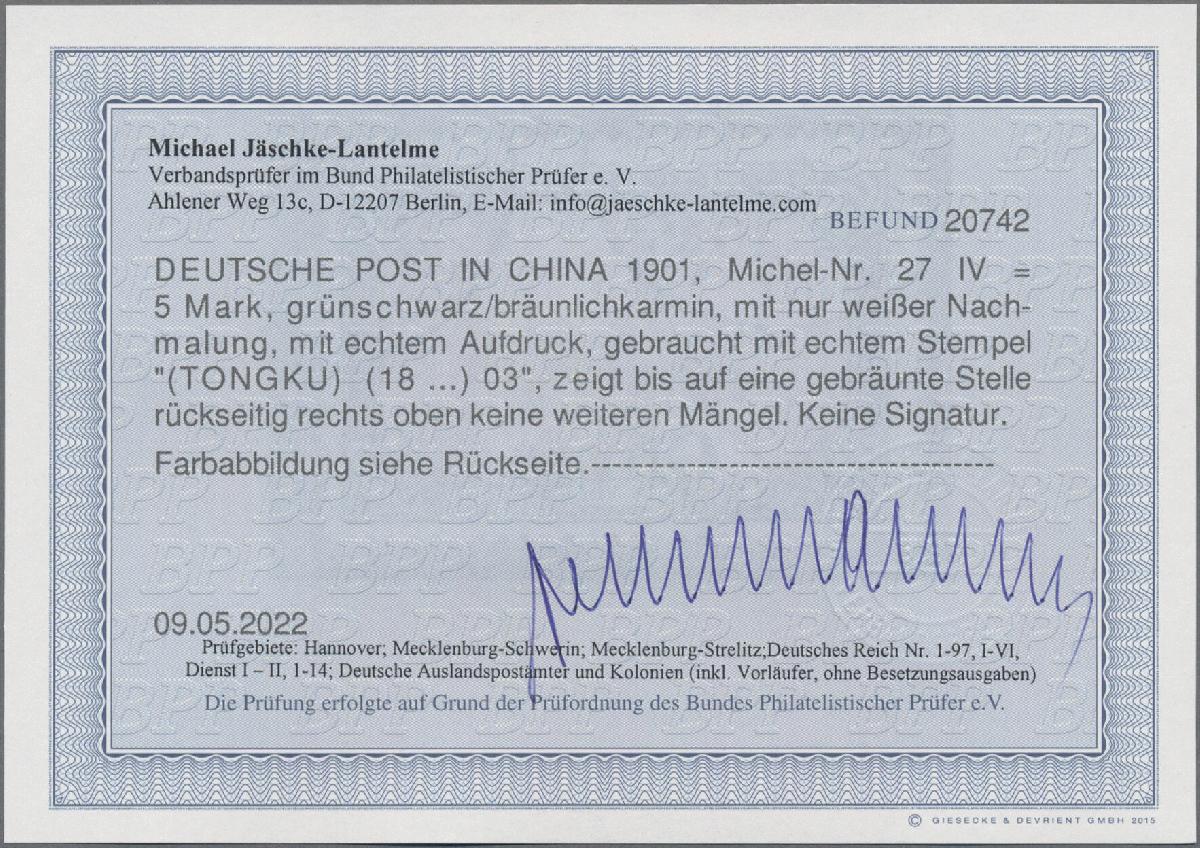 Michael Jäschke-Lantelme
Verbandsprüfer im Bund Philatelistischer Prüfer e. V.
Ahlener Weg 13c, D-12207 Berlin, E-Mail: info@jaeschke-lantelme.com
BEFUND 20742
DEUTSCHE POST IN CHINA 1901, Michel-Nr. 27 IV =
5 Mark, grünschwarz/bräunlichkarmin, mit nur weißer Nach-
malung, mit echtem Aufdruck, gebraucht mit echtem Stempel
"(TONGKU) (18 ...) 03", zeigt bis auf eine gebräunte Stelle
rückseitig rechts oben keine weiteren Mängel. Keine Signatur.
Farbabbildung siehe Rückseite.-------------------------------------
09.05.2022
Prüfgebiete: Hannover; Mecklenburg-Schwerin; Mecklenburg-Strelitz;Deutsches Reich Nr. 1-97, I-VI,
Dienst I – II, 1-14; Deutsche Auslandspostämter und Kolonien (inkl. Vorläufer, ohne Besetzungsausgaben)
Die Prüfung erfolgte auf Grund der Prüfordnung des Bundes Philatelistischer Prüfer e.V.
© GIESECKE & DEVRIENT GMBH 2015